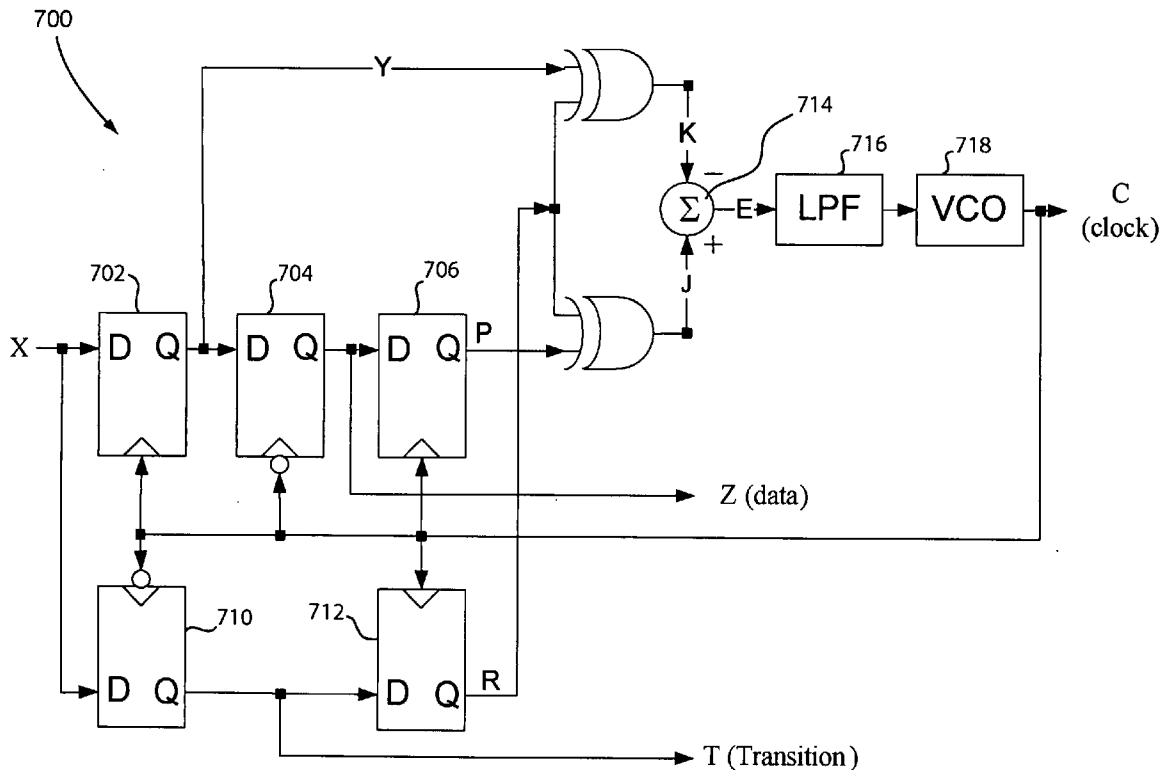 700
Y
714
K
−
716
718
Σ
E
LPF
VCO
C
(clock)
+
702
704
706
J
X
D Q
D Q
D Q
P
Z (data)
710
712
D Q
D Q
R
T (Transition)